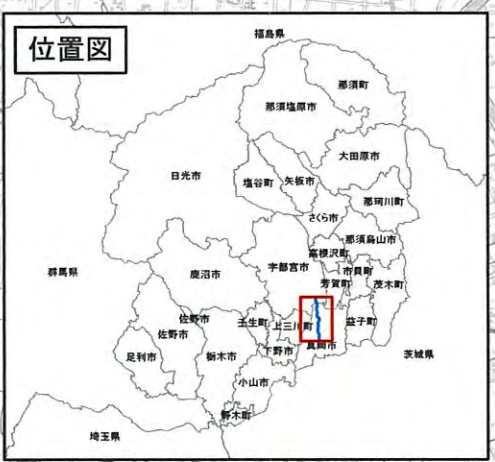 位置図
福島県
那須町
那須塩原市
大田原市
日光市
塩谷町
矢板市
那珂川町
さくら市
高根沢町
那須烏山市
群馬県
鹿沼市
宇都宮市
市貝町
芳賀町
茂木町
佐野市
佐野市
壬生町
上三川町
益子町
足利市
栃木市
下野市
真岡市
茨城県
小山市
野木町
埼玉県